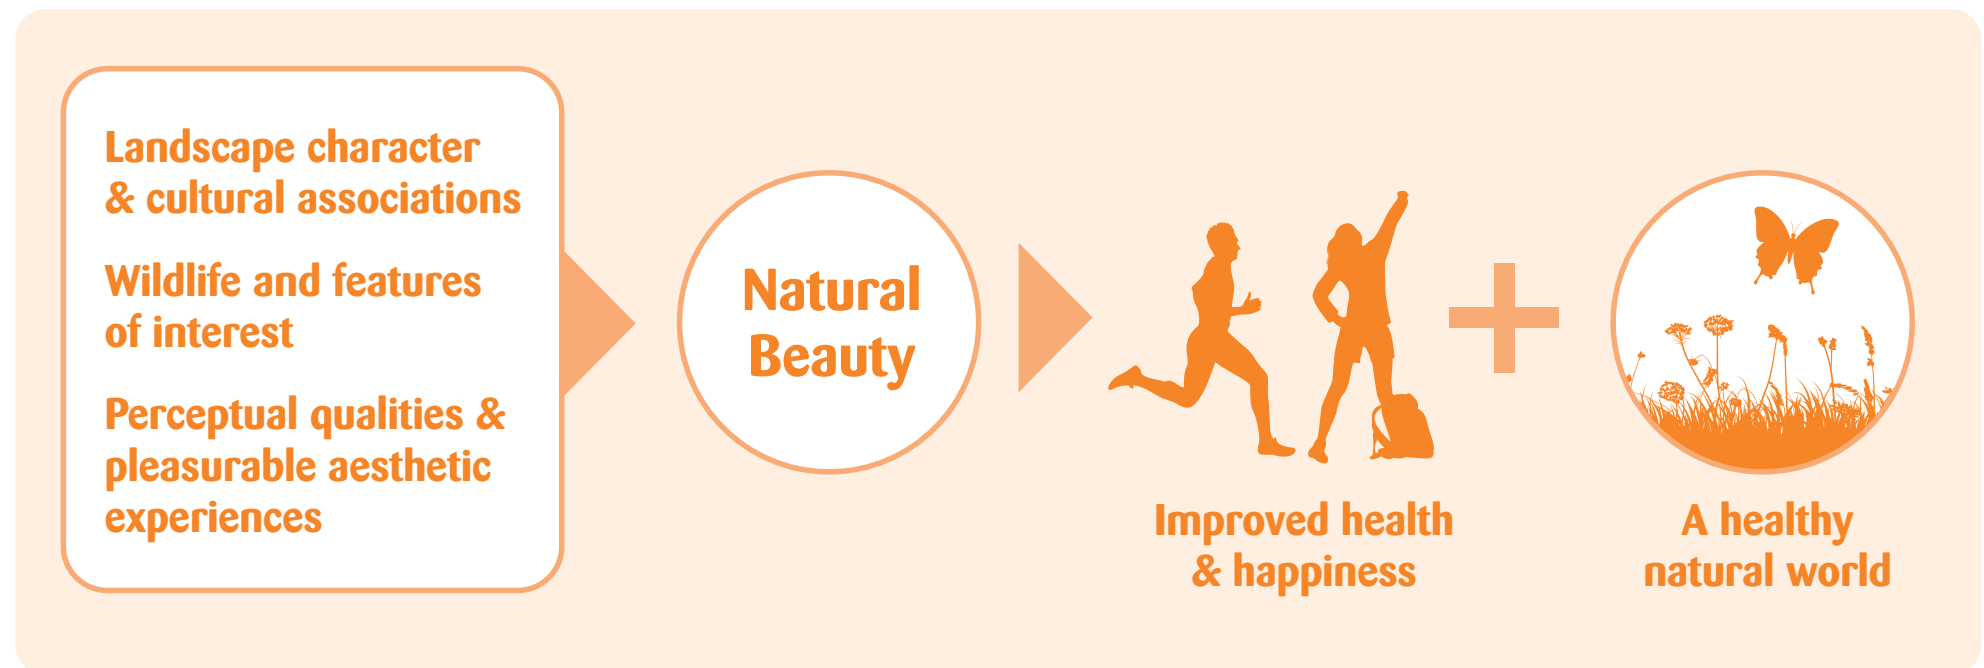 Landscape character
& cultural associations
Wildlife and features
of interest
Perceptual qualities &
pleasurable aesthetic
experiences
Natural
Beauty
Improved health
& happiness
A healthy
natural world